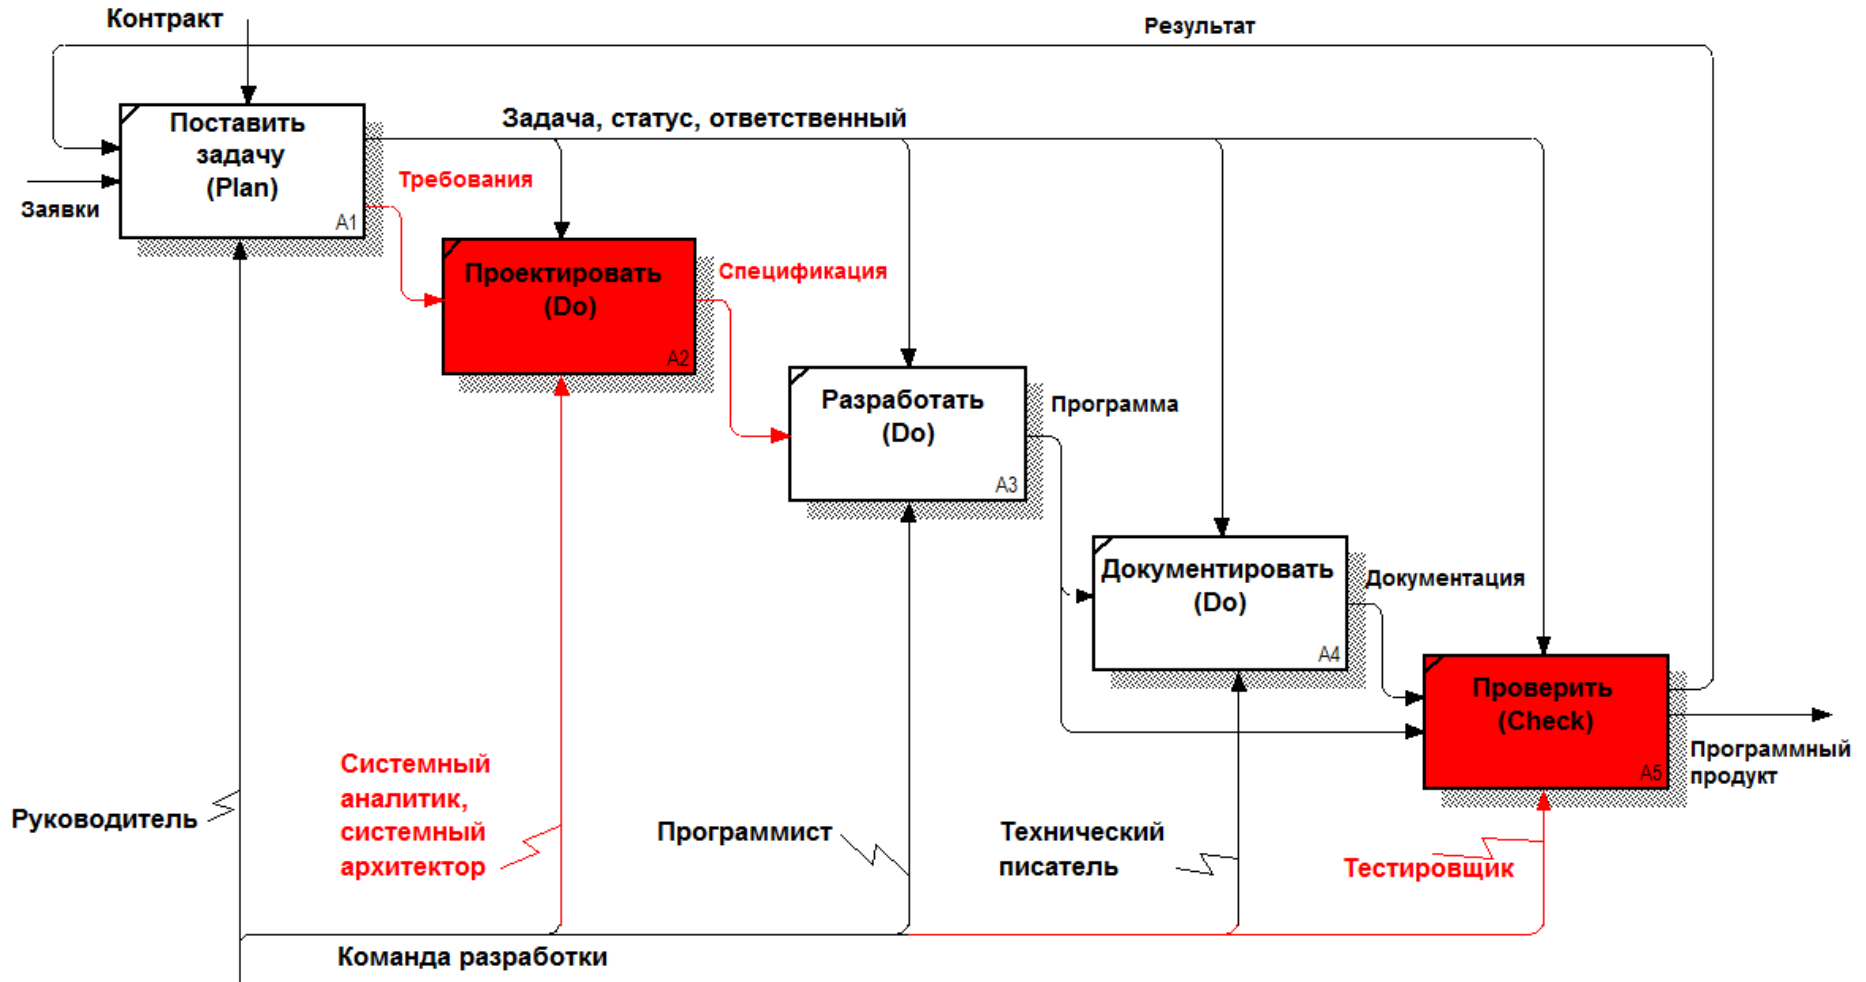 Контракт
Результат
Поставить
задачу
(Plan)
A1
Задача, статус, ответственный
Требования
Заявки
Проектировать
(Do)
A2
Спецификация
Разработать
(Do)
A3
Программа
Документировать
(Do)
A4
Документация
Проверить
(Check)
A5
Программный
продукт
Руководитель
Системный
аналитик,
системный
архитектор
Программист
Технический
писатель
Тестировщик
Команда разработки